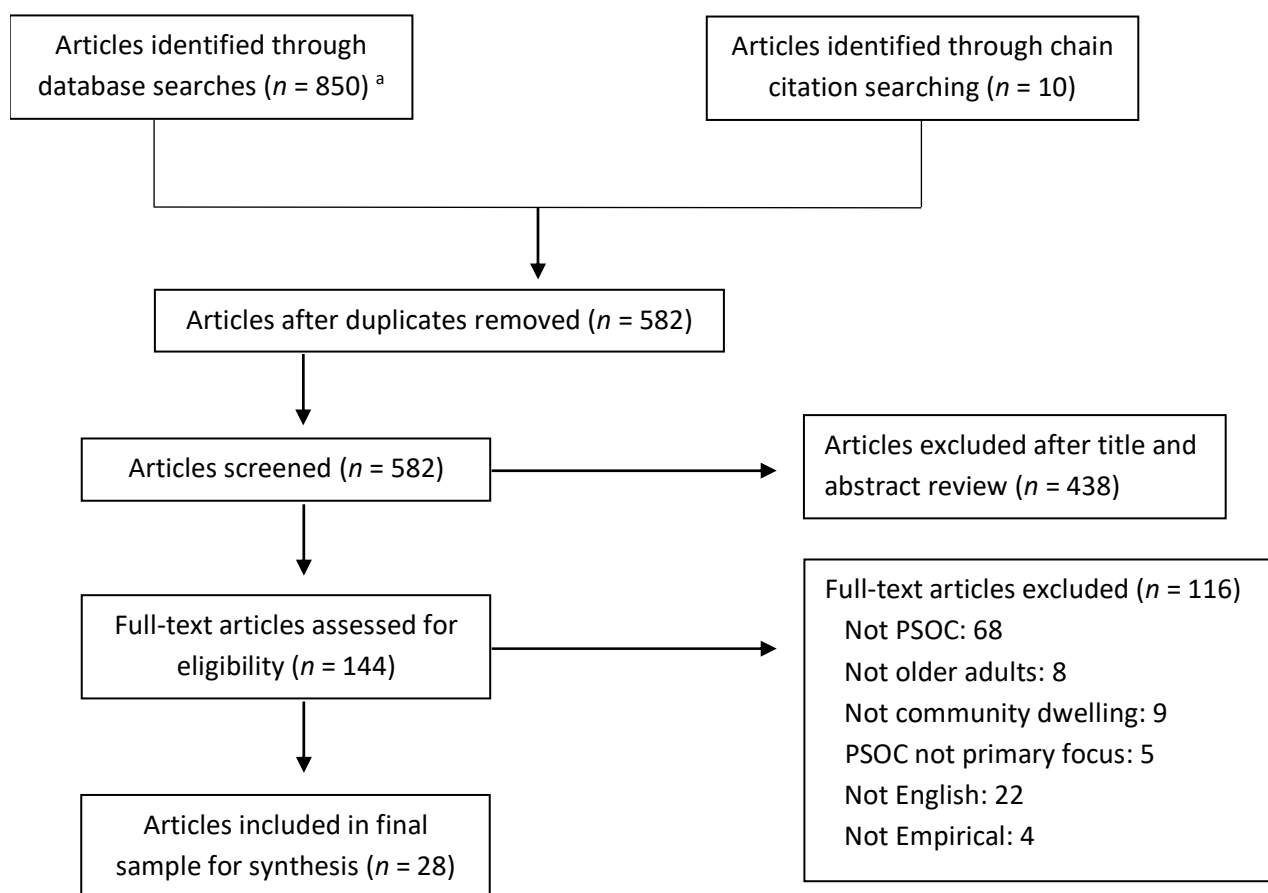 Articles identified through
database searches (n = 850) a
Articles identified through chain
citation searching (n = 10)
Articles after duplicates removed (n = 582)
Articles screened (n = 582)
Articles excluded after title and
abstract review (n = 438)
Full-text articles assessed for
eligibility (n = 144)
Full-text articles excluded (n = 116)
Not PSOC: 68
Not older adults: 8
Not community dwelling: 9
PSOC not primary focus: 5
Not English: 22
Not Empirical: 4
Articles included in final
sample for synthesis (n = 28)